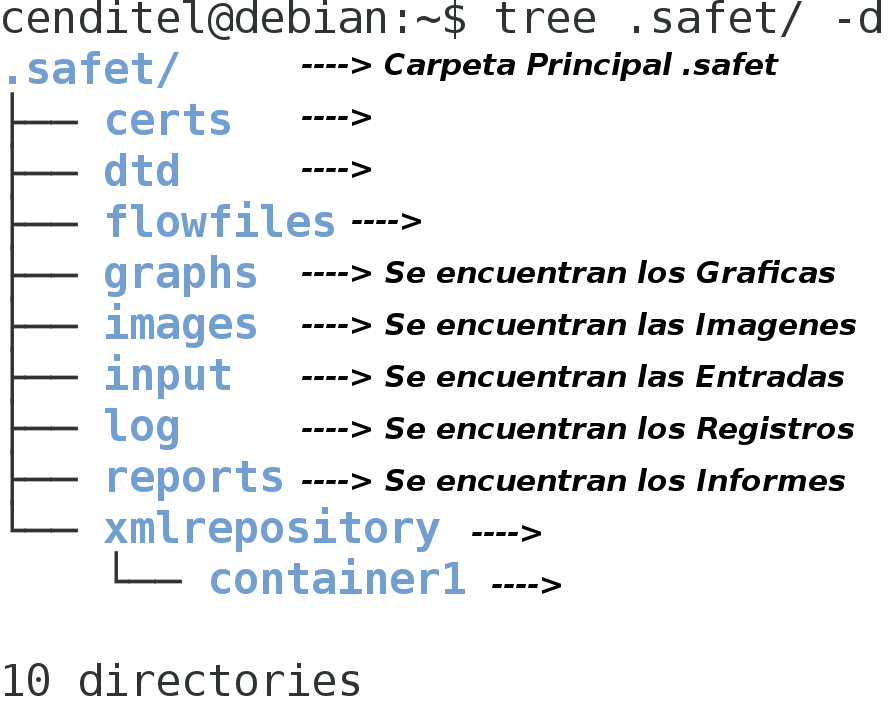 cenditel@debian:~$ tree .safet/ -d
.safet/ ----> Carpeta Principal .safet
├── certs ---->
├── dtd ---->
├── flowfiles ---->
├── graphs ----> Se encuentran los Graficas
├── images ----> Se encuentran las Imagenes
├── input ----> Se encuentran las Entradas
├── log ----> Se encuentran los Registros
├── reports ----> Se encuentran los Informes
└── xmlrepository ---->
    └── container1 ---->
10 directories